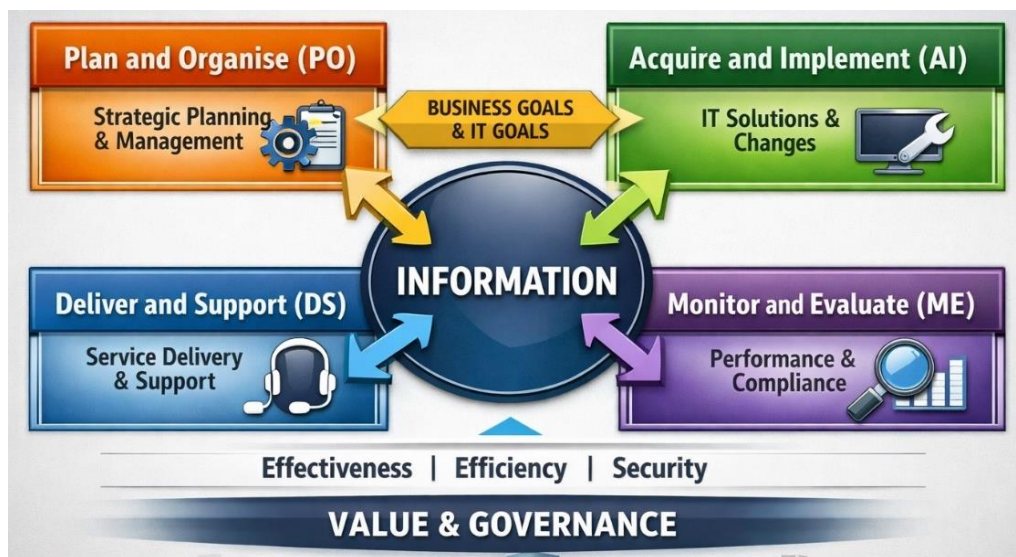 Plan and Organise (PO)
Strategic Planning
& Management
BUSINESS GOALS
& IT GOALS
Acquire and Implement (AI)
IT Solutions &
Changes
INFORMATION
Deliver and Support (DS)
Service Delivery
& Support
Monitor and Evaluate (ME)
Performance &
Compliance
Effectiveness | Efficiency | Security
VALUE & GOVERNANCE